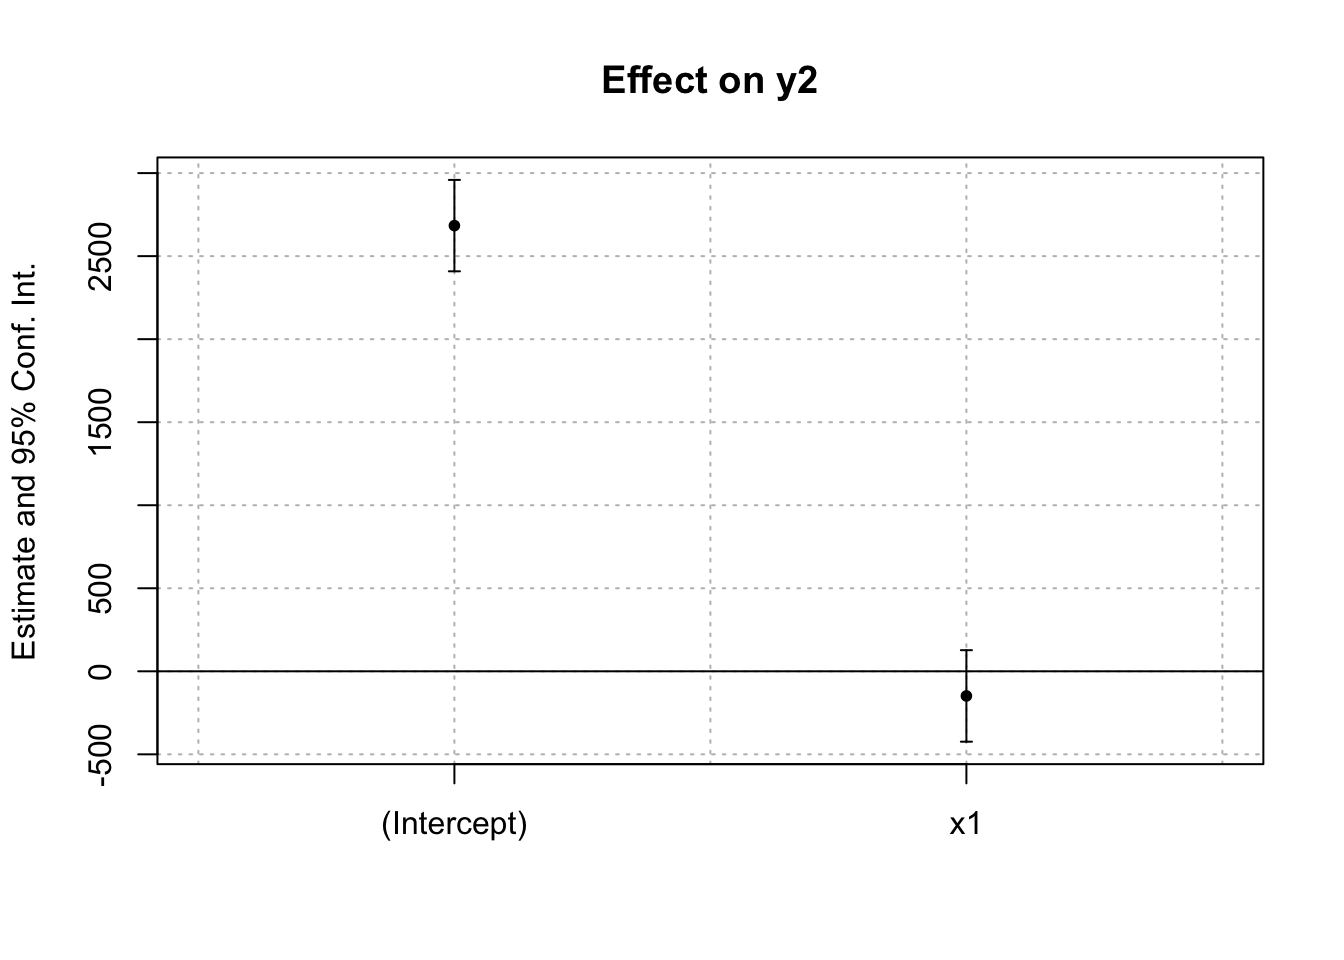 Effect on y2
Estimate and 95% Conf. Int.
2500
1500
500
0
-500
(Intercept)
x1